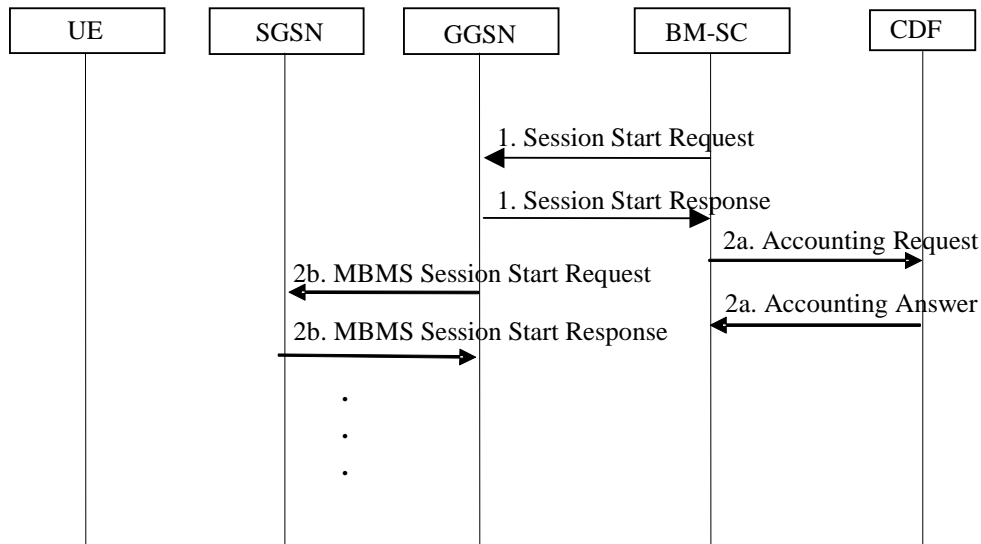 UE
SGSN
GGSN
BM-SC
CDF
1. Session Start Request
1. Session Start Response
2a. Accounting Request
2b. MBMS Session Start Request
2a. Accounting Answer
2b. MBMS Session Start Response
.
.
.